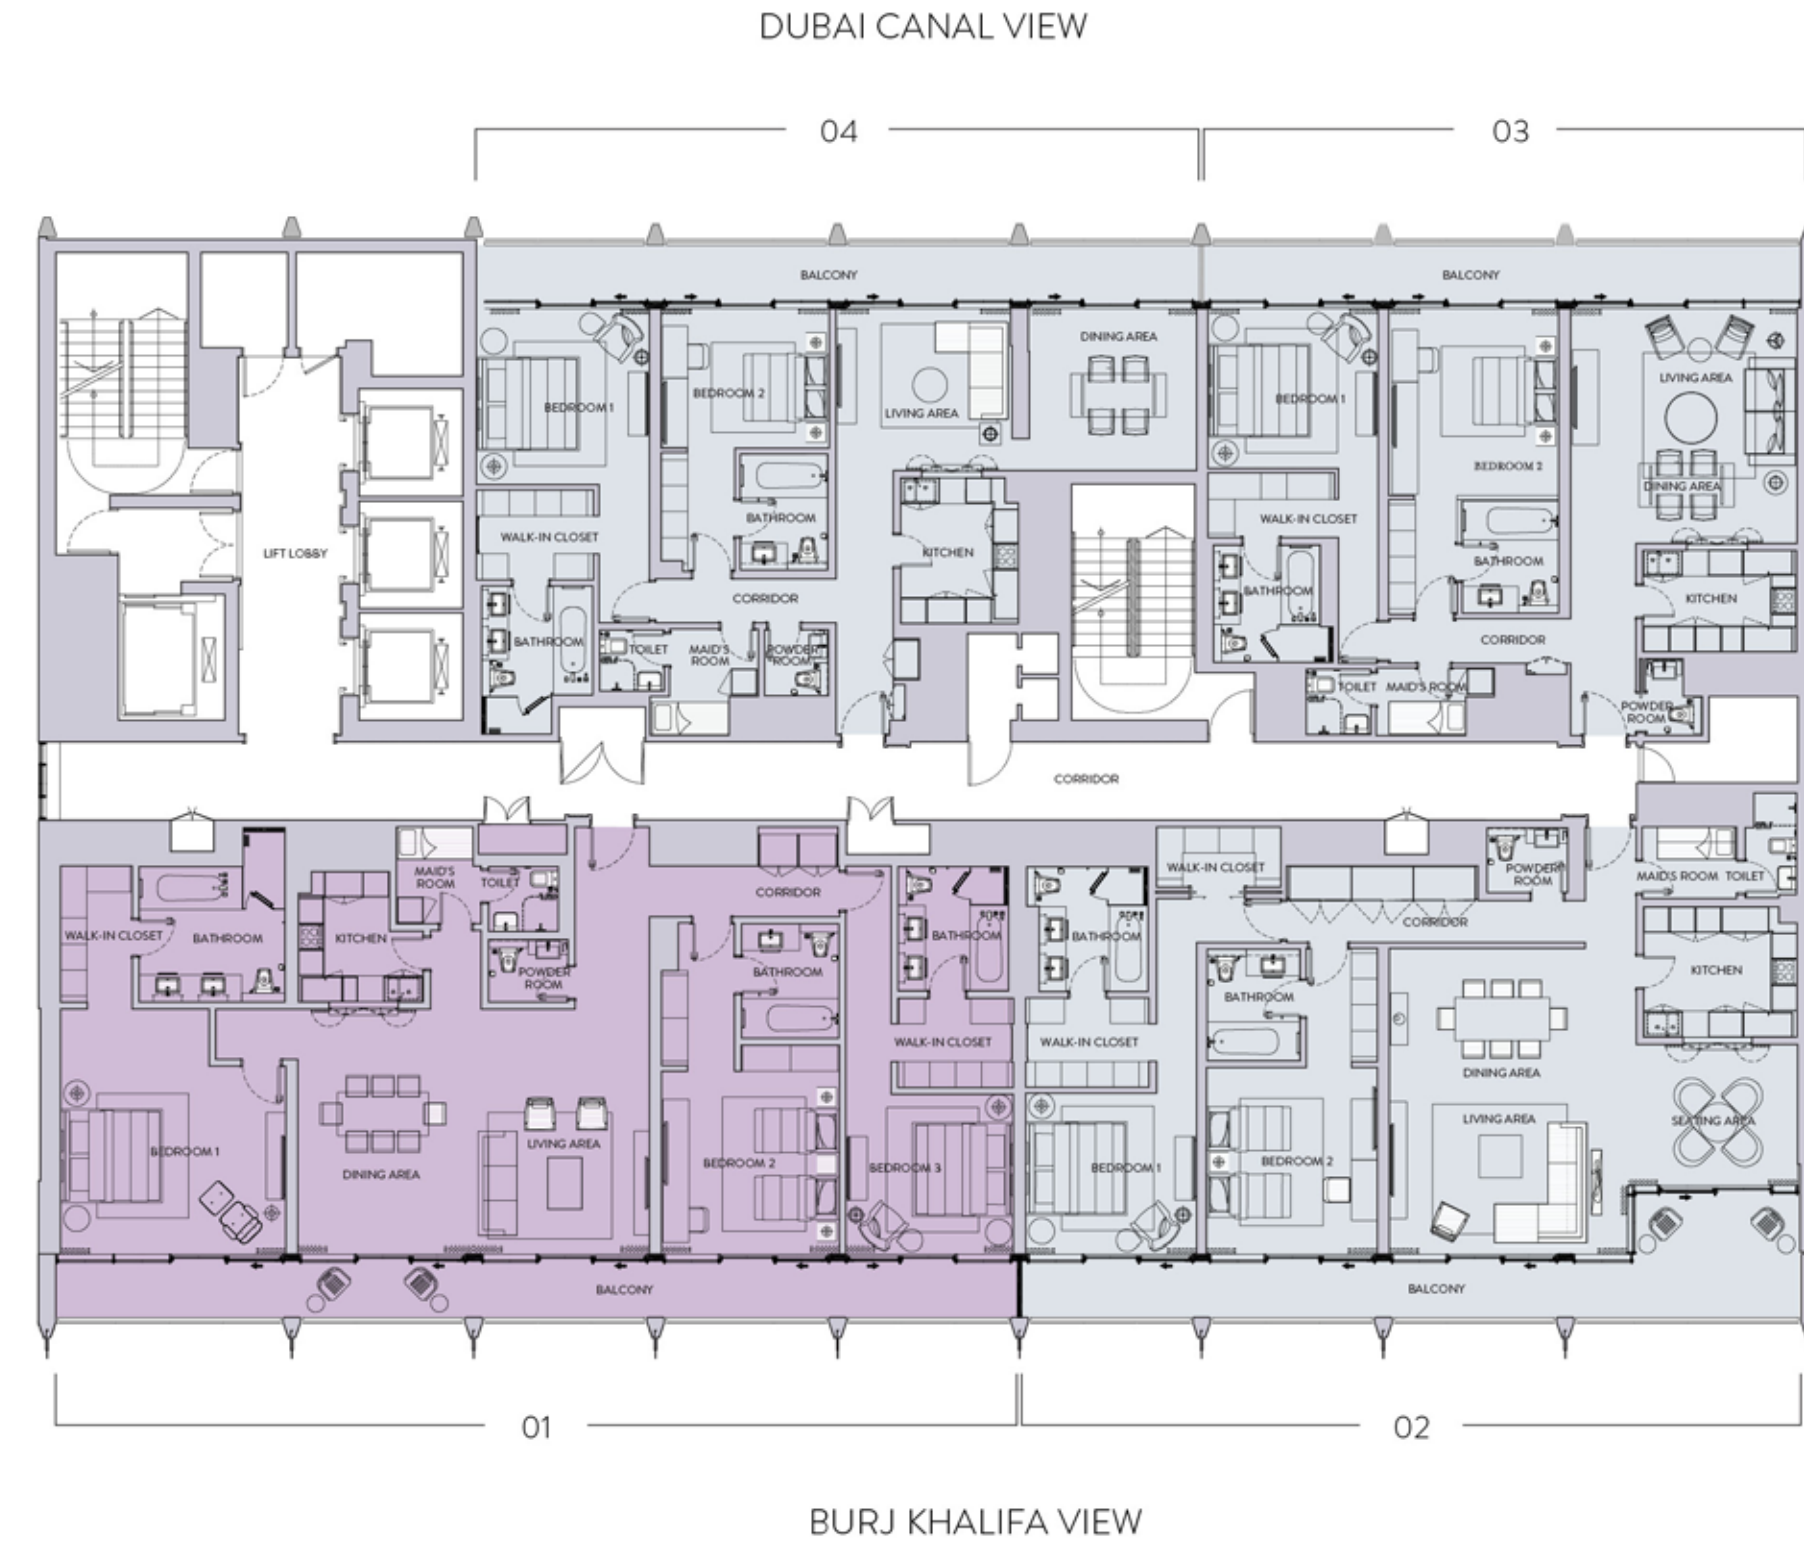 DUBAI CANAL VIEW
04
03
BALCONY
BALCONY
DINING AREA
LIVING AREA
BEDROOM 2
BEDROOM 1
BEDROOM 1
LIVING AREA
BEDROOM 2
DINING AREA
BATHROOM
WALK-IN CLOSET
WALK-IN CLOSET
LIFT LOBBY
KITCHEN
BATHROOM
BATHROOM
CORRIDOR
KITCHEN
BATHROOM
CORRIDOR
TOILET
MAID'S
ROOM
POWDER
ROOM
TOILET
MAID'S ROOM
POWDER
ROOM
CORRIDOR
MAID'S
ROOM
TOILET
CORRIDOR
WALK-IN CLOSET
POWDER
ROOM
MAID'S ROOM
TOILET
WALK-IN CLOSET
BATHROOM
KITCHEN
BATHROOM
BATHROOM
CORRIDOR
POWDER
ROOM
BATHROOM
KITCHEN
BATHROOM
WALK-IN CLOSET
WALK-IN CLOSET
DINING AREA
BEDROOM 1
DINING AREA
LIVING AREA
BEDROOM 2
BEDROOM 3
BEDROOM 1
BEDROOM 2
LIVING AREA
SEATING AREA
BALCONY
BALCONY
01
02
BURJ KHALIFA VIEW